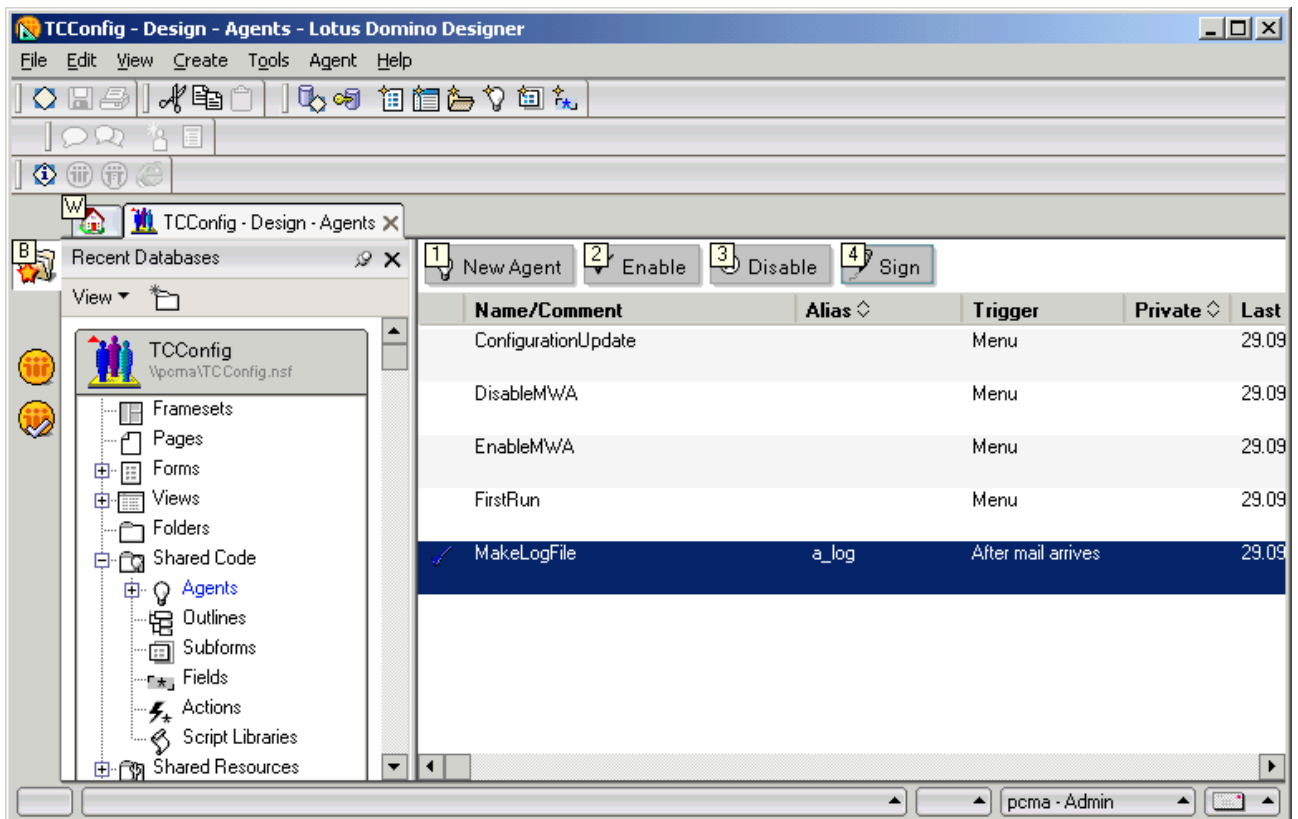 TCConfig - Design - Agents - Lotus Domino Designer
File Edit View Create Tools Agent Help
W
TCConfig - Design - Agents
B
Recent Databases
View
1 New Agent 2 Enable 3 Disable 4 Sign
Name/Comment Alias Trigger Private Last
TCConfig
\\pcma\TCConfig.nsf
Framesets
Pages
Forms
Views
Folders
Shared Code
Agents
Outlines
Subforms
Fields
Actions
Script Libraries
Shared Resources
ConfigurationUpdate Menu 29.09
DisableMWA Menu 29.09
EnableMWA Menu 29.09
FirstRun Menu 29.09
MakeLogFile a_log After mail arrives 29.09
pcma - Admin